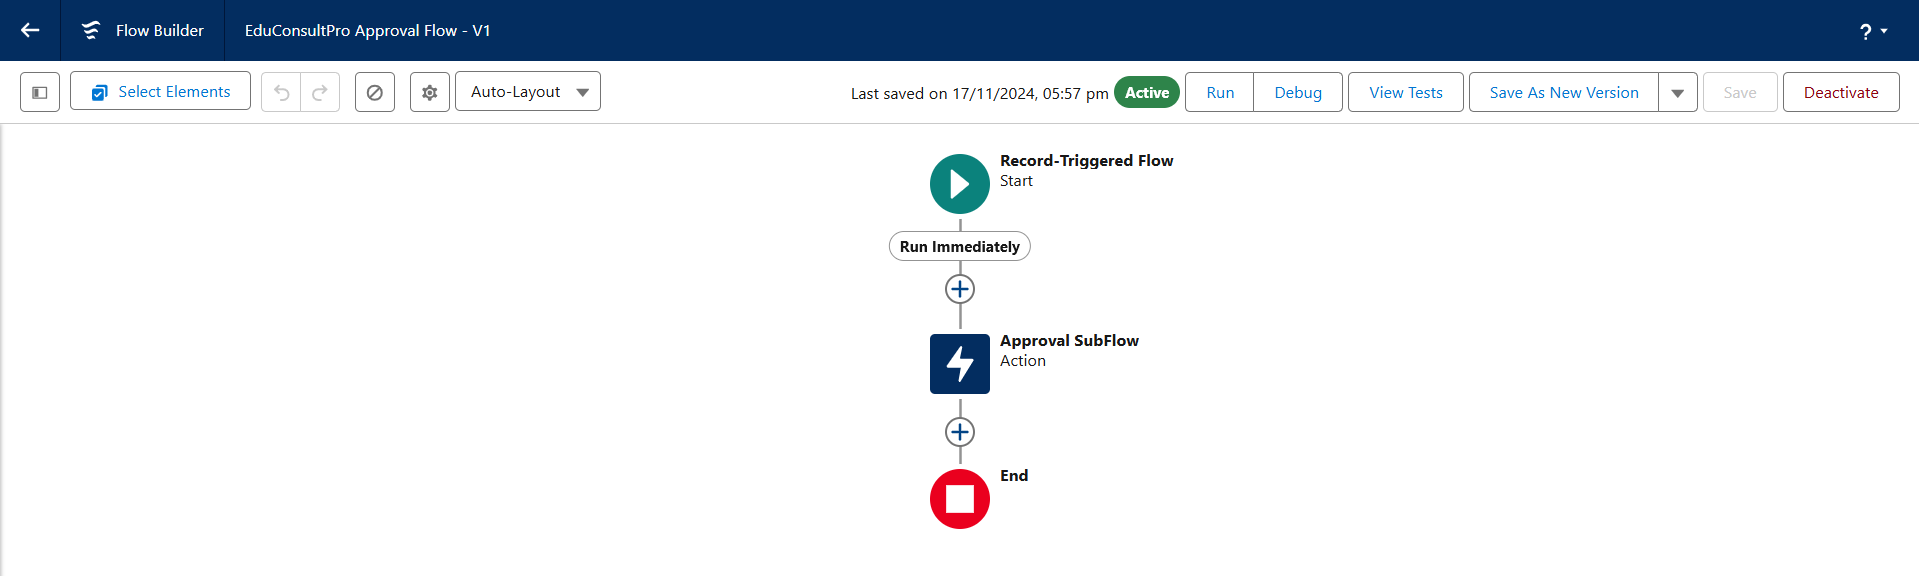 Flow Builder
EduConsultPro Approval Flow - V1
?
Select Elements
Auto-Layout
Last saved on 17/11/2024, 05:57 pm
Active
Run
Debug
View Tests
Save As New Version
Save
Deactivate
Record-Triggered Flow
Start
Run Immediately
Approval SubFlow
Action
End